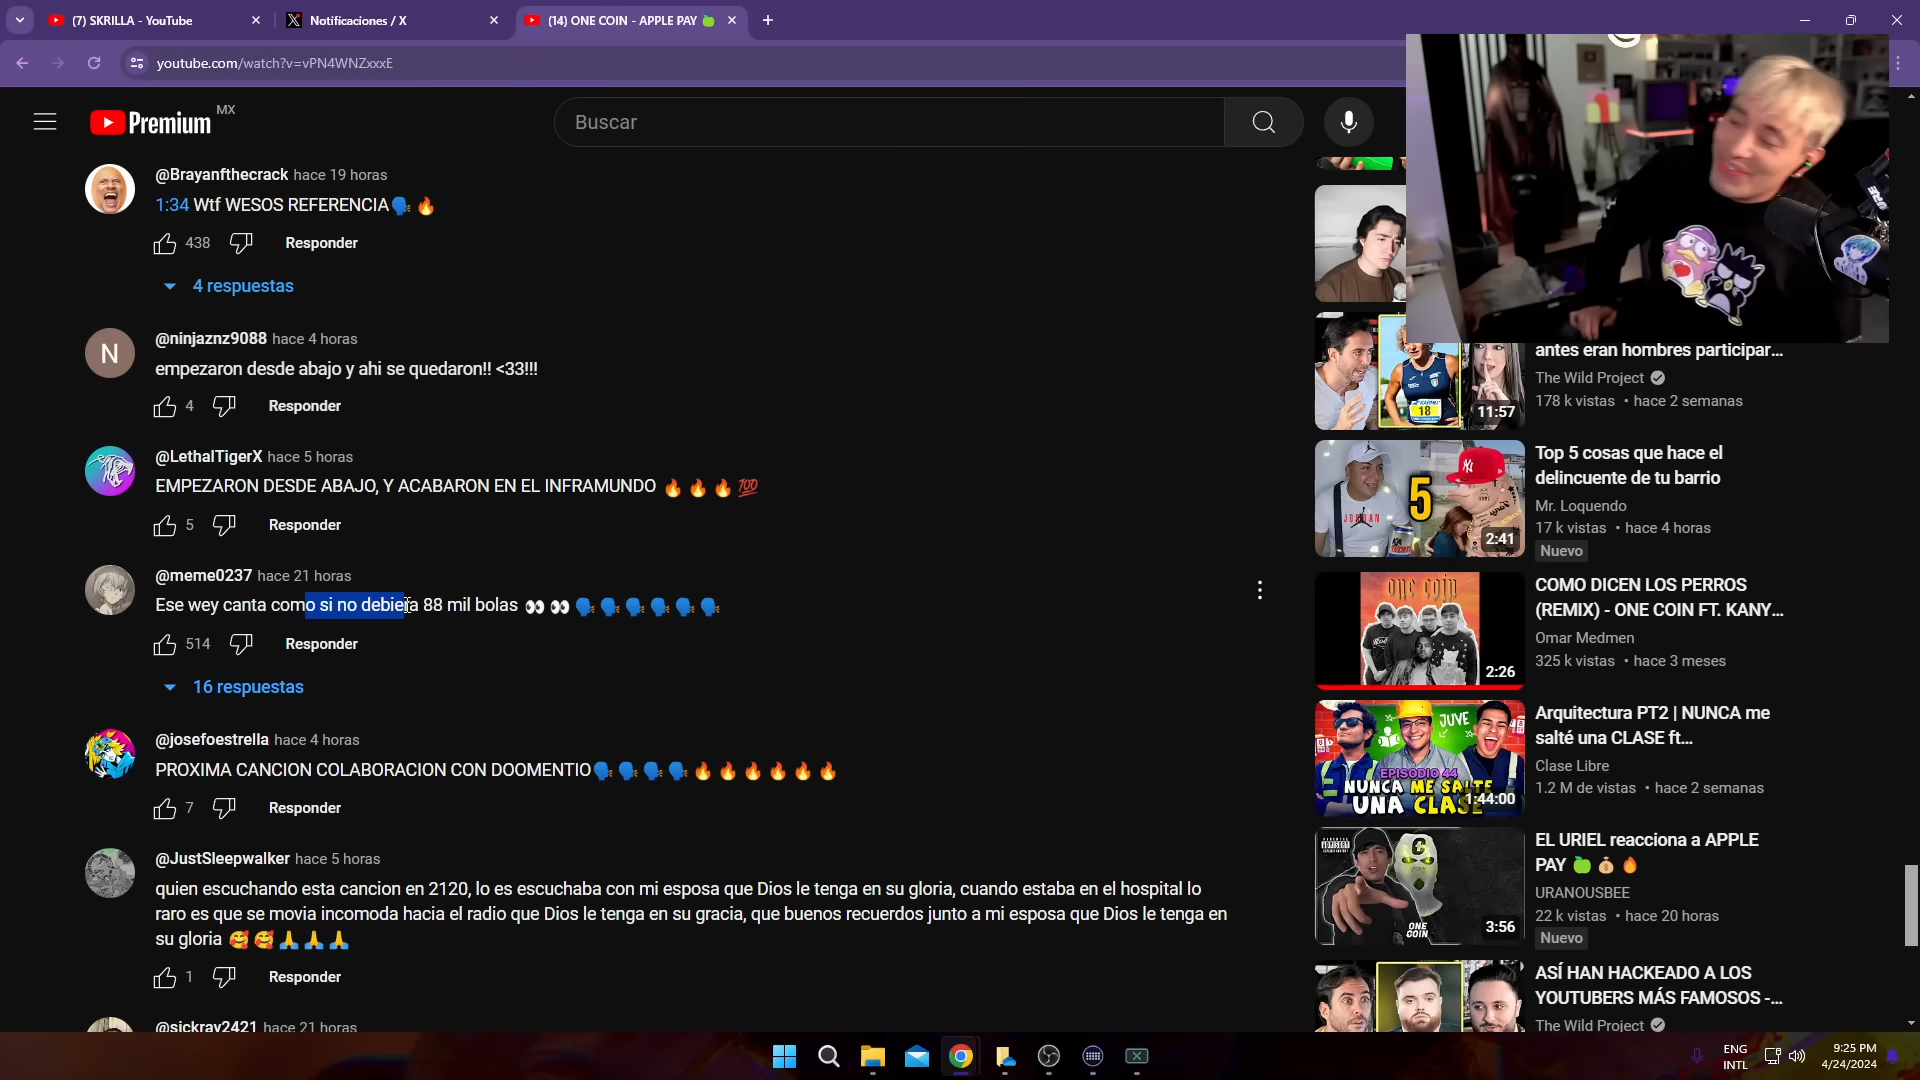 (7) SKRILLA - YouTube
Notificaciones / X
(14) ONE COIN - APPLE PAY 🍏
youtube.com/watch?v=vPN4WNZxxxE
Premium MX
Buscar
@Brayanfthecrack hace 19 horas
1:34 Wtf WESOS REFERENCIA🗣️🔥
438 Responder
4 respuestas
N
@ninjaznz9088 hace 4 horas
empezaron desde abajo y ahi se quedaron!! <33!!!
4 Responder
@LethalTigerX hace 5 horas
EMPEZARON DESDE ABAJO, Y ACABARON EN EL INFRAMUNDO 🔥🔥🔥💯
5 Responder
@meme0237 hace 21 horas
Ese wey canta como si no debiera 88 mil bolas 👀👀🗣️🗣️🗣️🗣️🗣️🗣️
514 Responder
16 respuestas
@josefoestrella hace 4 horas
PROXIMA CANCION COLABORACION CON DOOMENTIO🗣️🗣️🗣️🗣️🔥🔥🔥🔥🔥🔥
7 Responder
@JustSleepwalker hace 5 horas
quien escuchando esta cancion en 2120, lo es escuchaba con mi esposa que Dios le tenga en su gloria, cuando estaba en el hospital lo
raro es que se movia incomoda hacia el radio que Dios le tenga en su gracia, que buenos recuerdos junto a mi esposa que Dios le tenga en
su gloria 🥰🥰🙏🙏🙏
1 Responder
@sickray2421 hace 21 horas
18
11:57
antes eran hombres participar...
The Wild Project
178 k vistas • hace 2 semanas
JORDAN
5
2:41
Top 5 cosas que hace el
delincuente de tu barrio
Mr. Loquendo
17 k vistas • hace 4 horas
Nuevo
one coin
2:26
COMO DICEN LOS PERROS
(REMIX) - ONE COIN FT. KANY...
Omar Medmen
325 k vistas • hace 3 meses
JUVE
EPISODIO 44
NUNCA ME SALTE
UNA CLASE
1:44:00
Arquitectura PT2 | NUNCA me
salté una CLASE ft...
Clase Libre
1.2 M de vistas • hace 2 semanas
ONE
COIN
3:56
EL URIEL reacciona a APPLE
PAY 🍏💰🔥
URANOUSBEE
22 k vistas • hace 20 horas
Nuevo
ASÍ HAN HACKEADO A LOS
YOUTUBERS MÁS FAMOSOS -...
The Wild Project
ENG
INTL
9:25 PM
4/24/2024